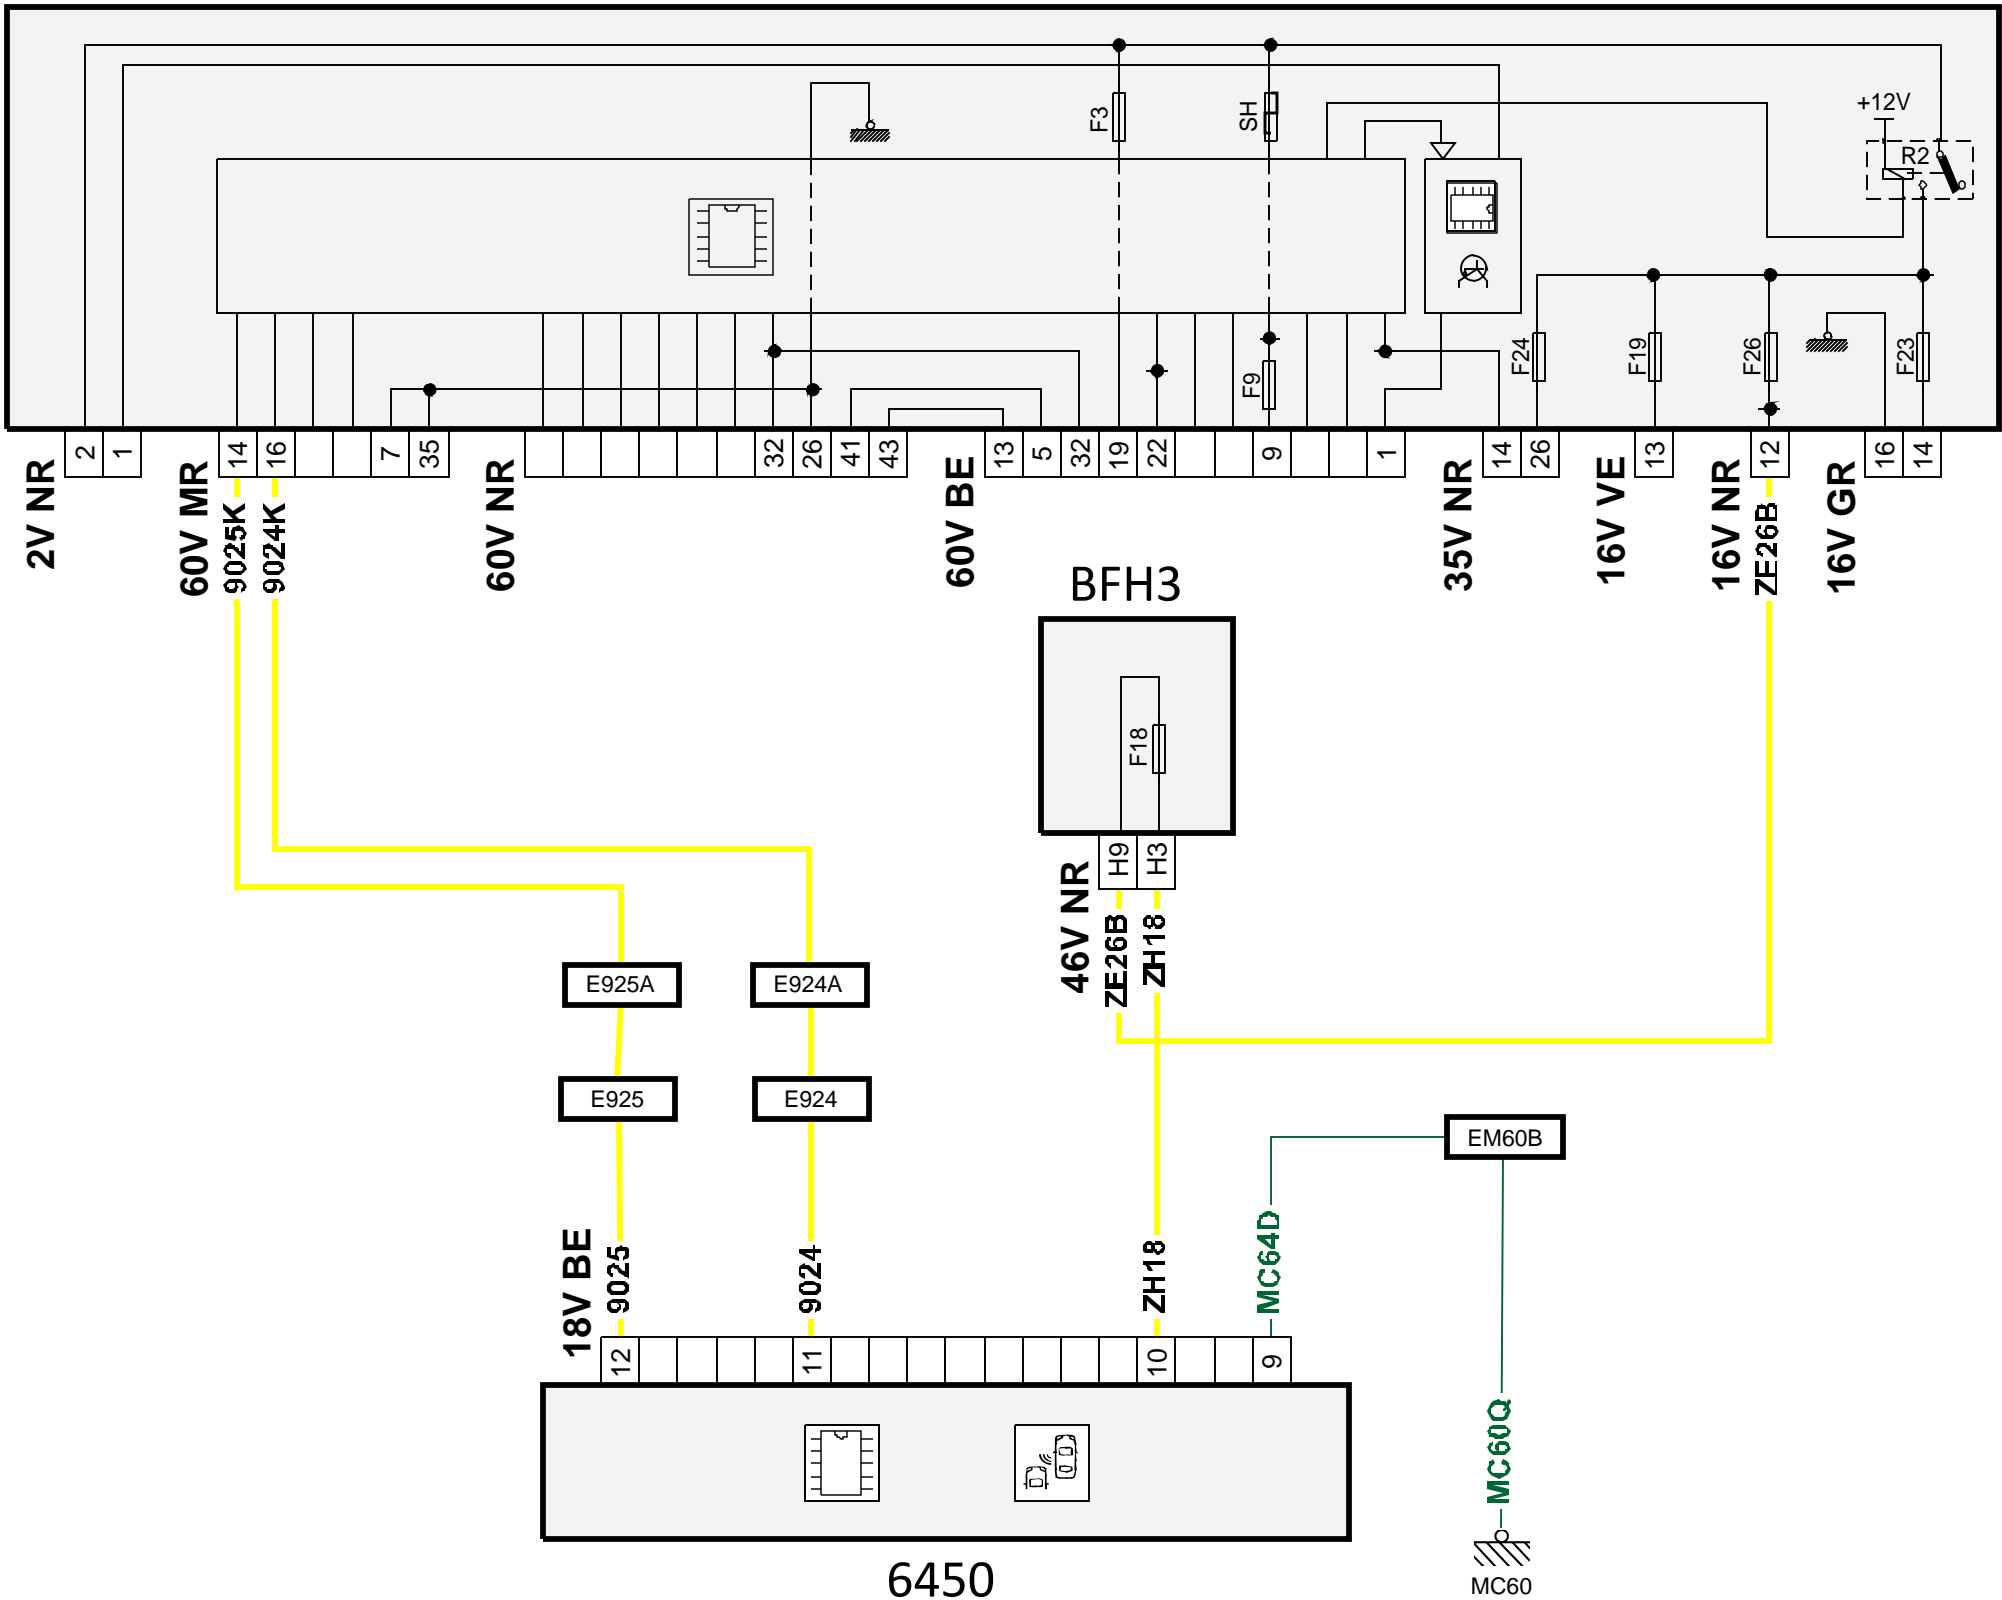 +12V
R2
F3
SH
F9
F24
F19
F26
F23
2 1
14 16 7 35
32 26 41 43
13 5 32 19 22 9 1
14 26
13
12
16 14
2V NR
60V MR
60V NR
60V BE
35V NR
16V VE
16V NR
16V GR
9025K
9024K
ZE26B
BFH3
F18
H9 H3
46V NR
ZE26B
ZH18
E925A
E924A
E925
E924
EM60B
18V BE
9025
9024
ZH18
MC64D
12 11 10 9
MC60Q
6450
MC60